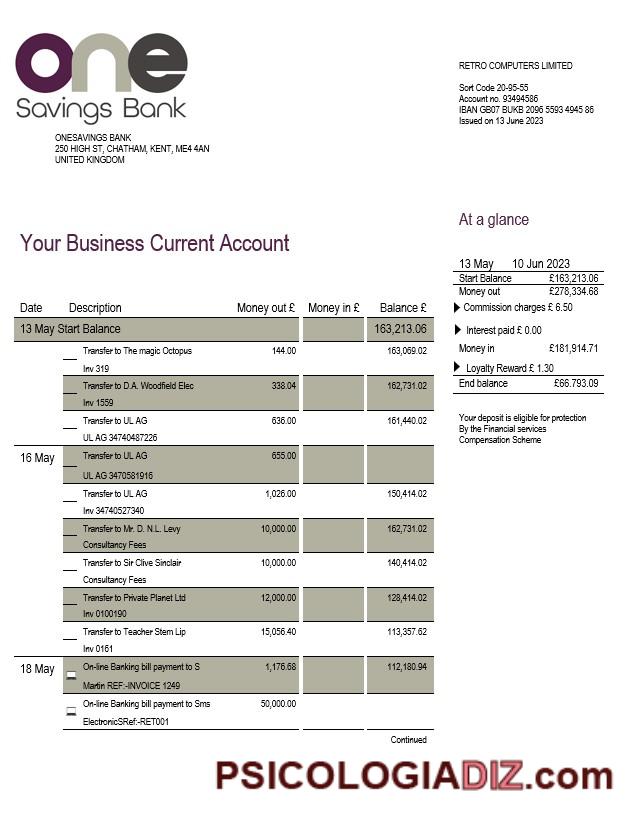 one
Savings Bank
ONESAVINGS BANK
250 HIGH ST, CHATHAM, KENT, ME4 4AN
UNITED KINGDOM
RETRO COMPUTERS LIMITED
Sort Code 20-95-55
Account no. 93494586
IBAN GB07 BUKB 2096 5593 4945 86
Issued on 13 June 2023
Your Business Current Account
At a glance
13 May 10 Jun 2023
Start Balance £163,213.06
Money out £278,334.68
Commission charges £ 6.50
Interest paid £ 0.00
Money in £181,914.71
Loyalty Reward £ 1.30
End balance £66.793.09
Your deposit is eligible for protection
By the Financial services
Compensation Scheme
Date Description Money out £ Money in £ Balance £
13 May Start Balance 163,213.06
Transfer to The magic Octopus 144.00 163,069.02
Inv 319
Transfer to D.A. Woodfield Elec 338.04 162,731.02
Inv 1559
Transfer to UL AG 636.00 161,440.02
UL AG 34740487226
16 May Transfer to UL AG 655.00
UL AG 3470581916
Transfer to UL AG 1,026.00 150,414.02
Inv 34740527340
Transfer to Mr. D. N.L. Levy 10,000.00 162,731.02
Consultancy Fees
Transfer to Sir Clive Sinclair 10,000.00 140,414.02
Consultancy Fees
Transfer to Private Planet Ltd 12,000.00 128,414.02
Inv 0100190
Transfer to Teacher Stem Lip 15,056.40 113,357.62
Inv 0161
18 May On-line Banking bill payment to S 1,176.68 112,180.94
Martin REF:-INVOICE 1249
On-line Banking bill payment to Sms 50,000.00
ElectronicSRef:-RET001
Continued
PSICOLOGIADIZ.com